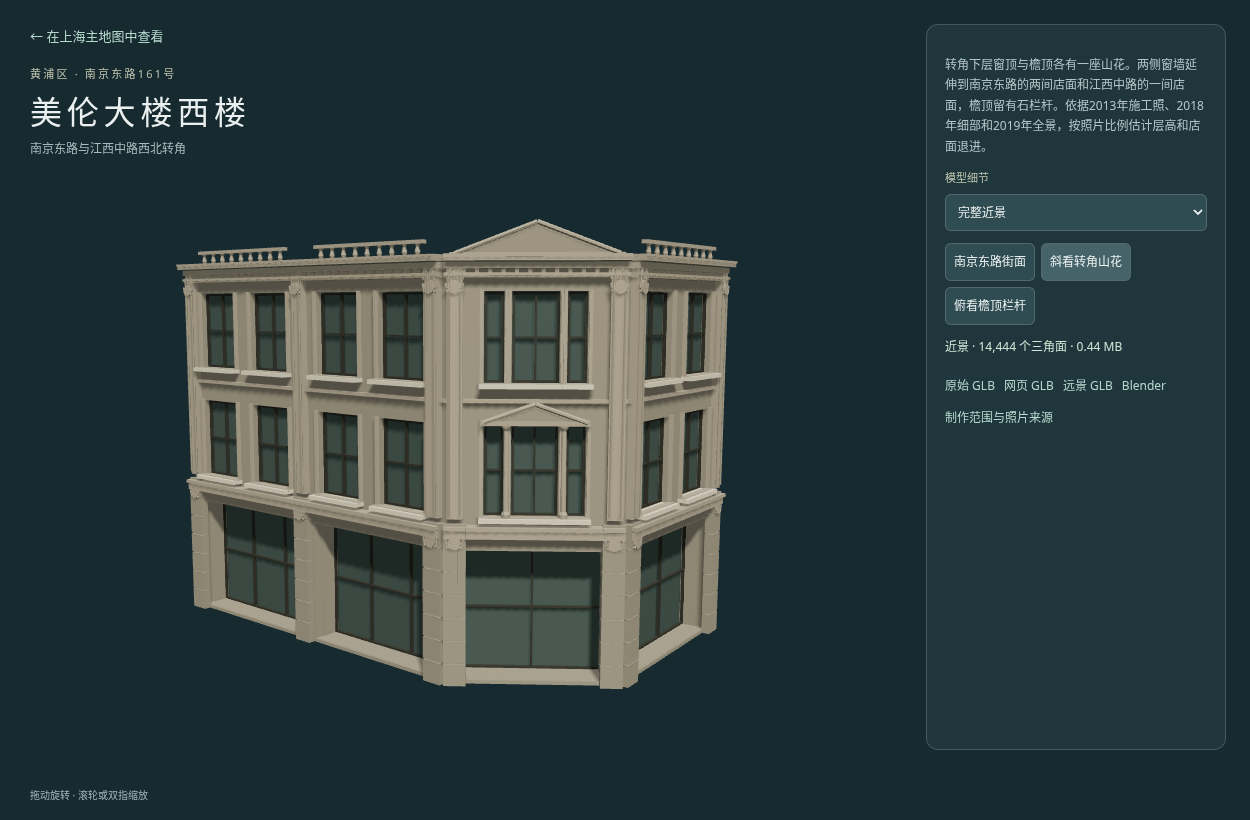 ← 在上海主地图中查看
黄浦区 · 南京东路161号
美伦大楼西楼
南京东路与江西中路西北转角
转角下层窗顶与檐顶各有一座山花。两侧窗墙延
伸到南京东路的两间店面和江西中路的一间店
面，檐顶留有石栏杆。依据2013年施工照、2018
年细部和2019年全景，按照片比例估计层高和店
面退进。
模型细节
完整近景
南京东路街面 斜看转角山花
俯看檐顶栏杆
近景 · 14,444 个三角面 · 0.44 MB
原始 GLB 网页 GLB 远景 GLB Blender
制作范围与照片来源
拖动旋转 · 滚轮或双指缩放